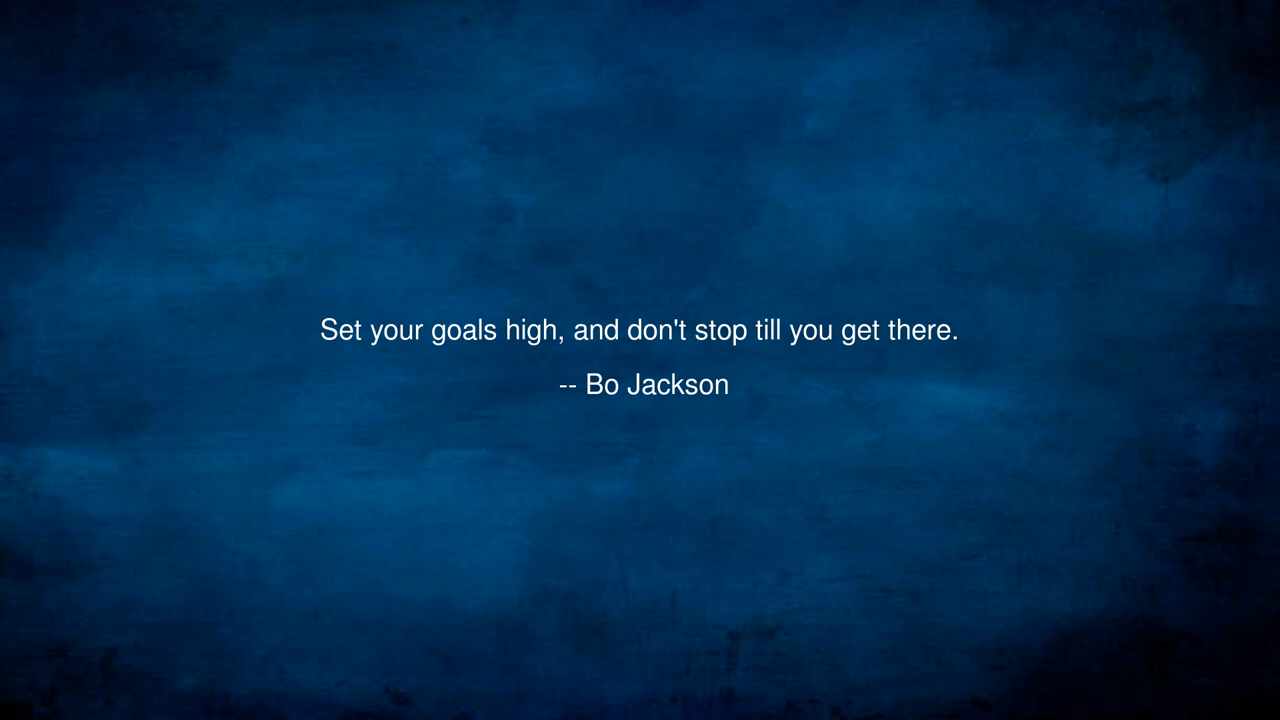 Set your goals high, and don't stop till you get there.
-- Bo Jackson